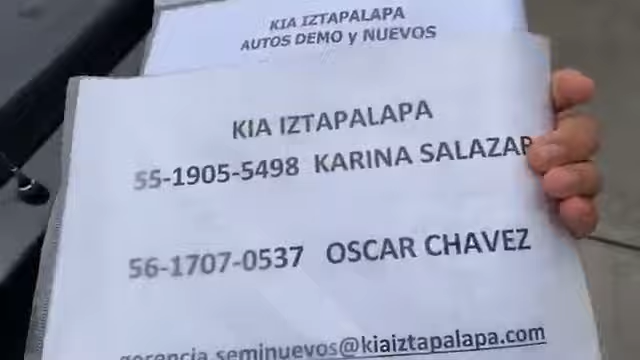 KIA IZTAPALAPA
AUTOS DEMO y NUEVOS
KIA IZTAPALAPA
55-1905-5498 KARINA SALAZAR
56-1707-0537 OSCAR CHAVEZ
gerencia.seminuevos@kiaiztapalapa.com